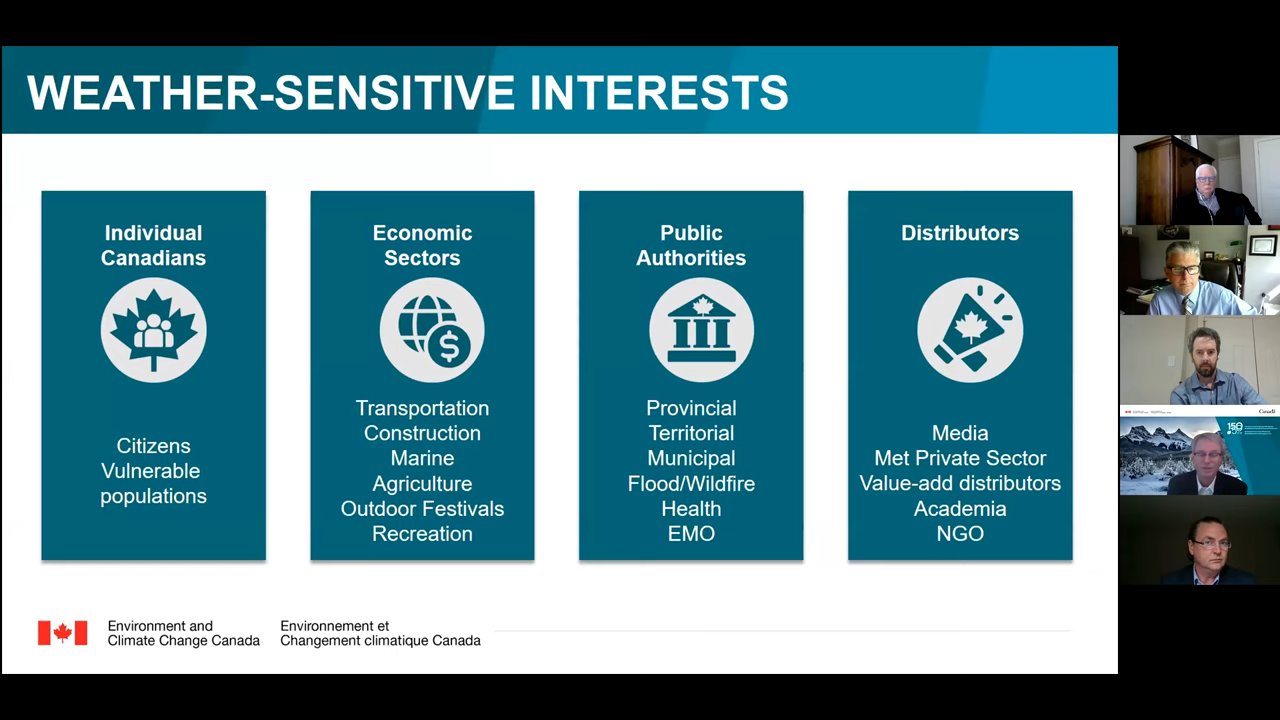 WEATHER-SENSITIVE INTERESTS
Individual
Canadians
Citizens
Vulnerable
populations
Economic
Sectors
$
Transportation
Construction
Marine
Agriculture
Outdoor Festivals
Recreation
Public
Authorities
Provincial
Territorial
Municipal
Flood/Wildfire
Health
EMO
Distributors
Media
Met Private Sector
Value-add distributors
Academia
NGO
Environment and
Climate Change Canada
Environnement et
Changement climatique Canada
Canada
150